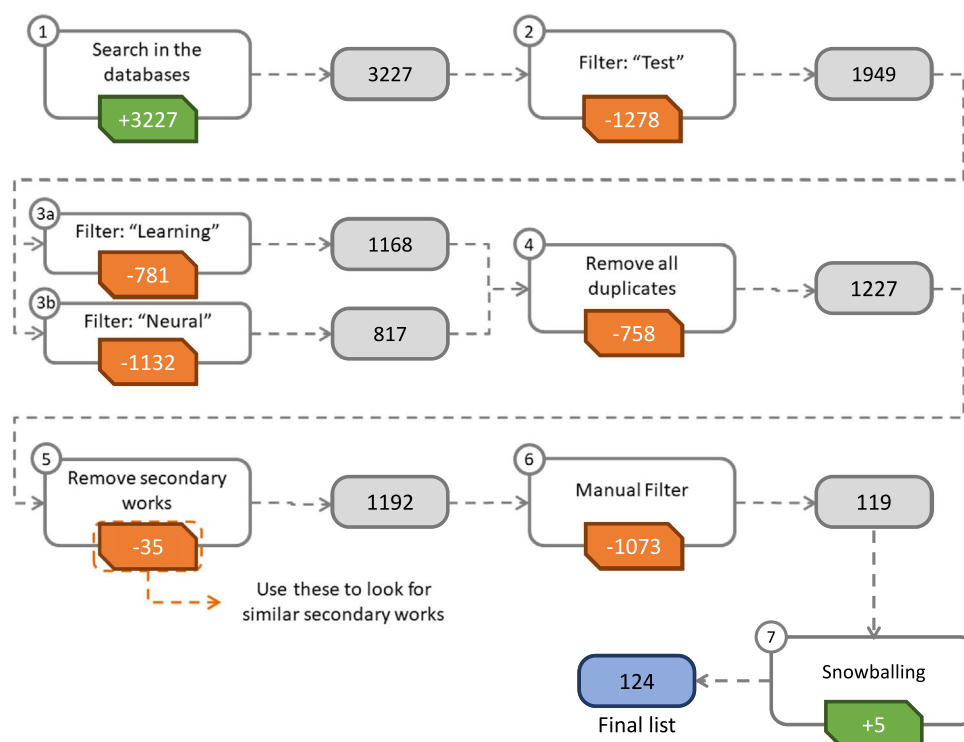 1
Search in the
databases
+3227
3227
2
Filter: “Test”
-1278
1949
3a
Filter: “Learning”
-781
1168
3b
Filter: “Neural”
-1132
817
4
Remove all
duplicates
-758
1227
5
Remove secondary
works
-35
1192
Use these to look for
similar secondary works
6
Manual Filter
-1073
119
7
Snowballing
+5
124
Final list